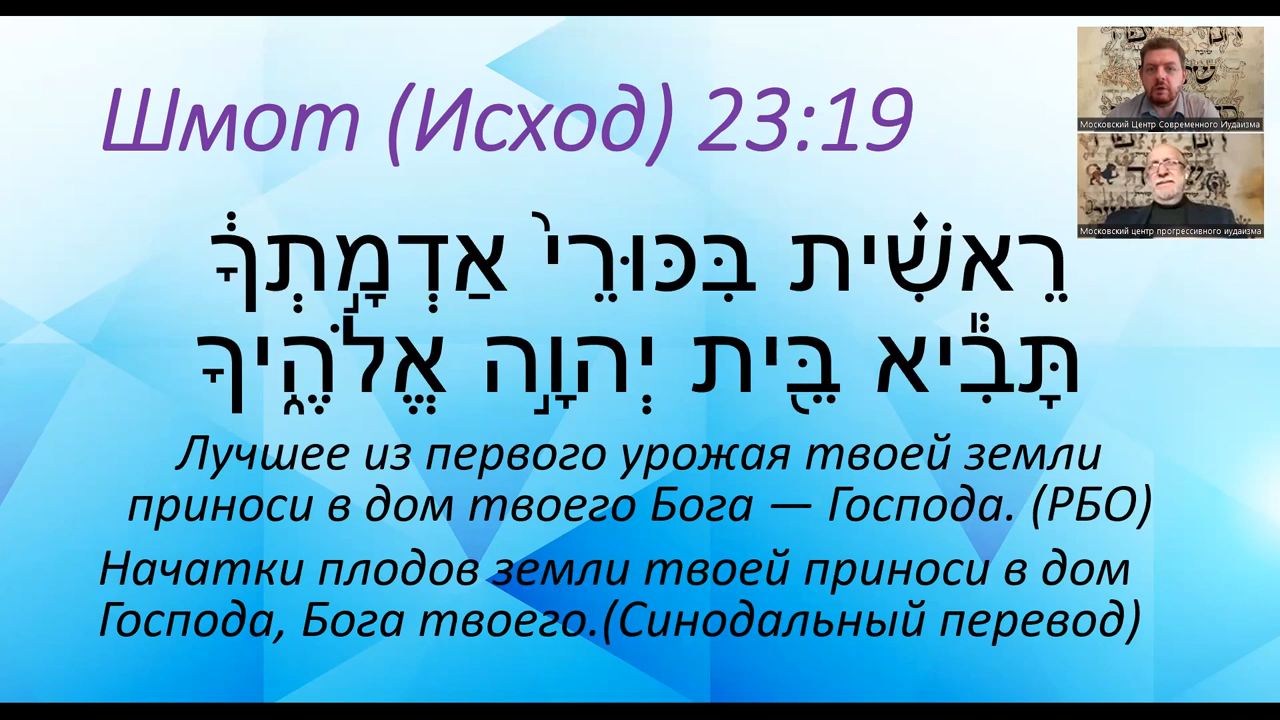 Шмот (Исход) 23:19
רֵאשִׁ֗ית בִּכּוּרֵי֙ אַדְמָ֣תְךָ֔
תָּבִ֕יא בֵּ֖ית יְהוָ֣ה אֱלֹהֶ֑יךָ
Лучшее из первого урожая твоей земли
приноси в дом твоего Бога — Господа. (РБО)
Начатки плодов земли твоей приноси в дом
Господа, Бога твоего.(Синодальный перевод)
Московский Центр Современного Иудаизма
Московский центр прогрессивного иудаизма